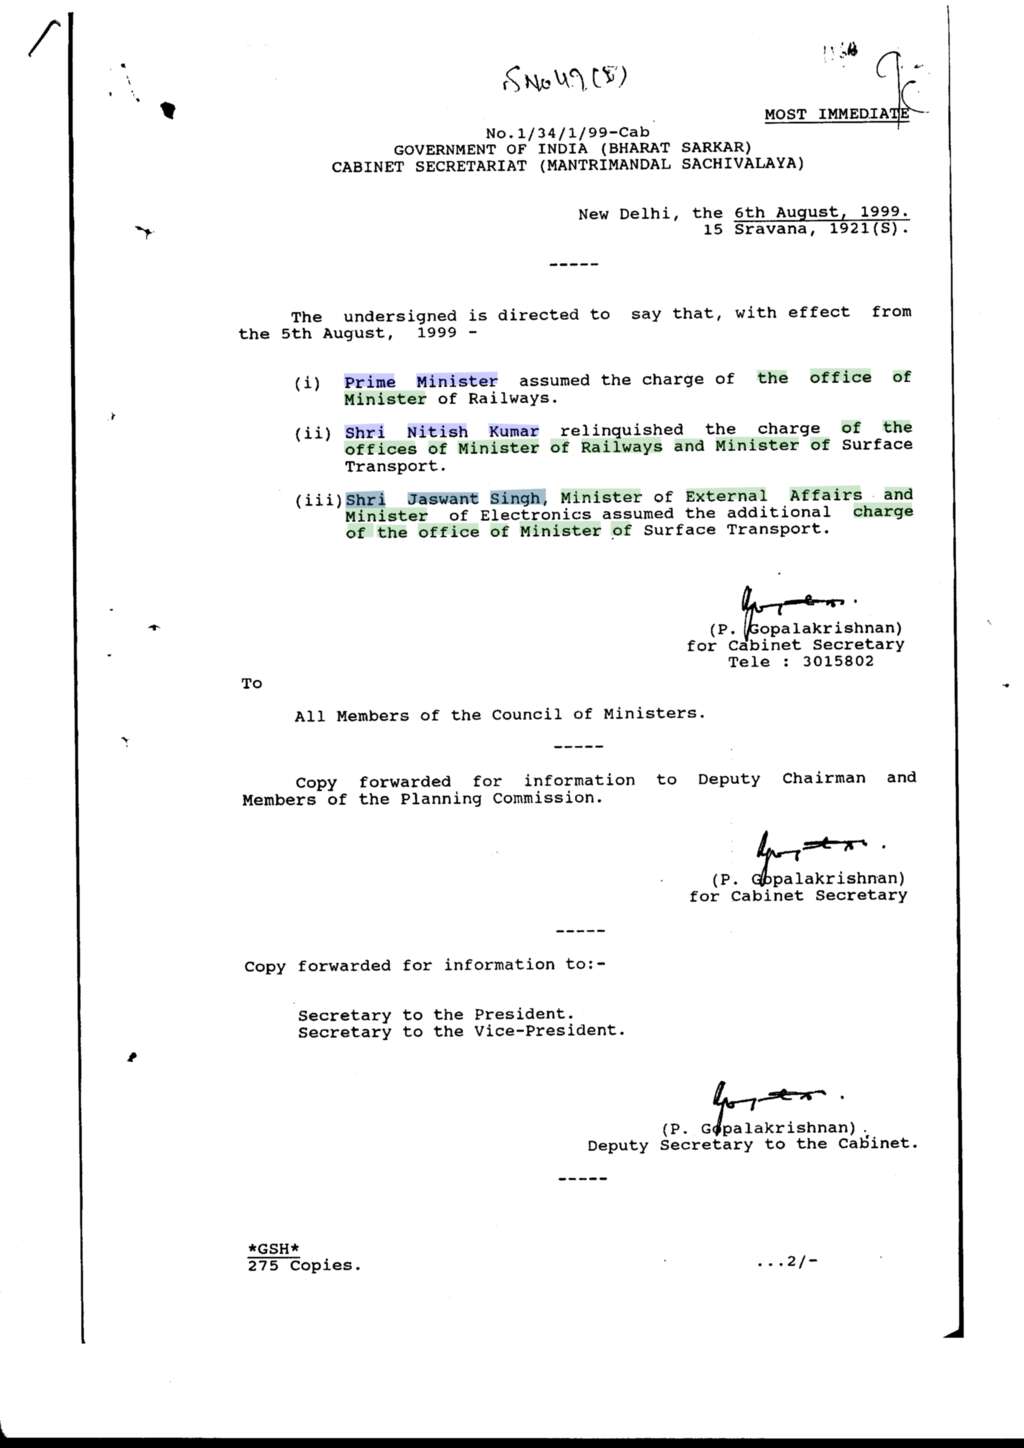 SNo 49 (8)
MOST IMMEDIATE
No.1/34/1/99-Cab
GOVERNMENT OF INDIA (BHARAT SARKAR)
CABINET SECRETARIAT (MANTRIMANDAL SACHIVALAYA)
New Delhi, the 6th August, 1999.
15 Sravana, 1921(S).
-----
The undersigned is directed to say that, with effect from
the 5th August, 1999 -
(i) Prime Minister assumed the charge of the office of
Minister of Railways.
(ii) Shri Nitish Kumar relinquished the charge of the
offices of Minister of Railways and Minister of Surface
Transport.
(iii) Shri Jaswant Singh, Minister of External Affairs and
Minister of Electronics assumed the additional charge
of the office of Minister of Surface Transport.
(P. Gopalakrishnan)
for Cabinet Secretary
Tele : 3015802
To
All Members of the Council of Ministers.
-----
Copy forwarded for information to Deputy Chairman and
Members of the Planning Commission.
(P. Gopalakrishnan)
for Cabinet Secretary
-----
Copy forwarded for information to:-
Secretary to the President.
Secretary to the Vice-President.
(P. Gopalakrishnan)
Deputy Secretary to the Cabinet.
-----
*GSH*
275 Copies.
...2/-